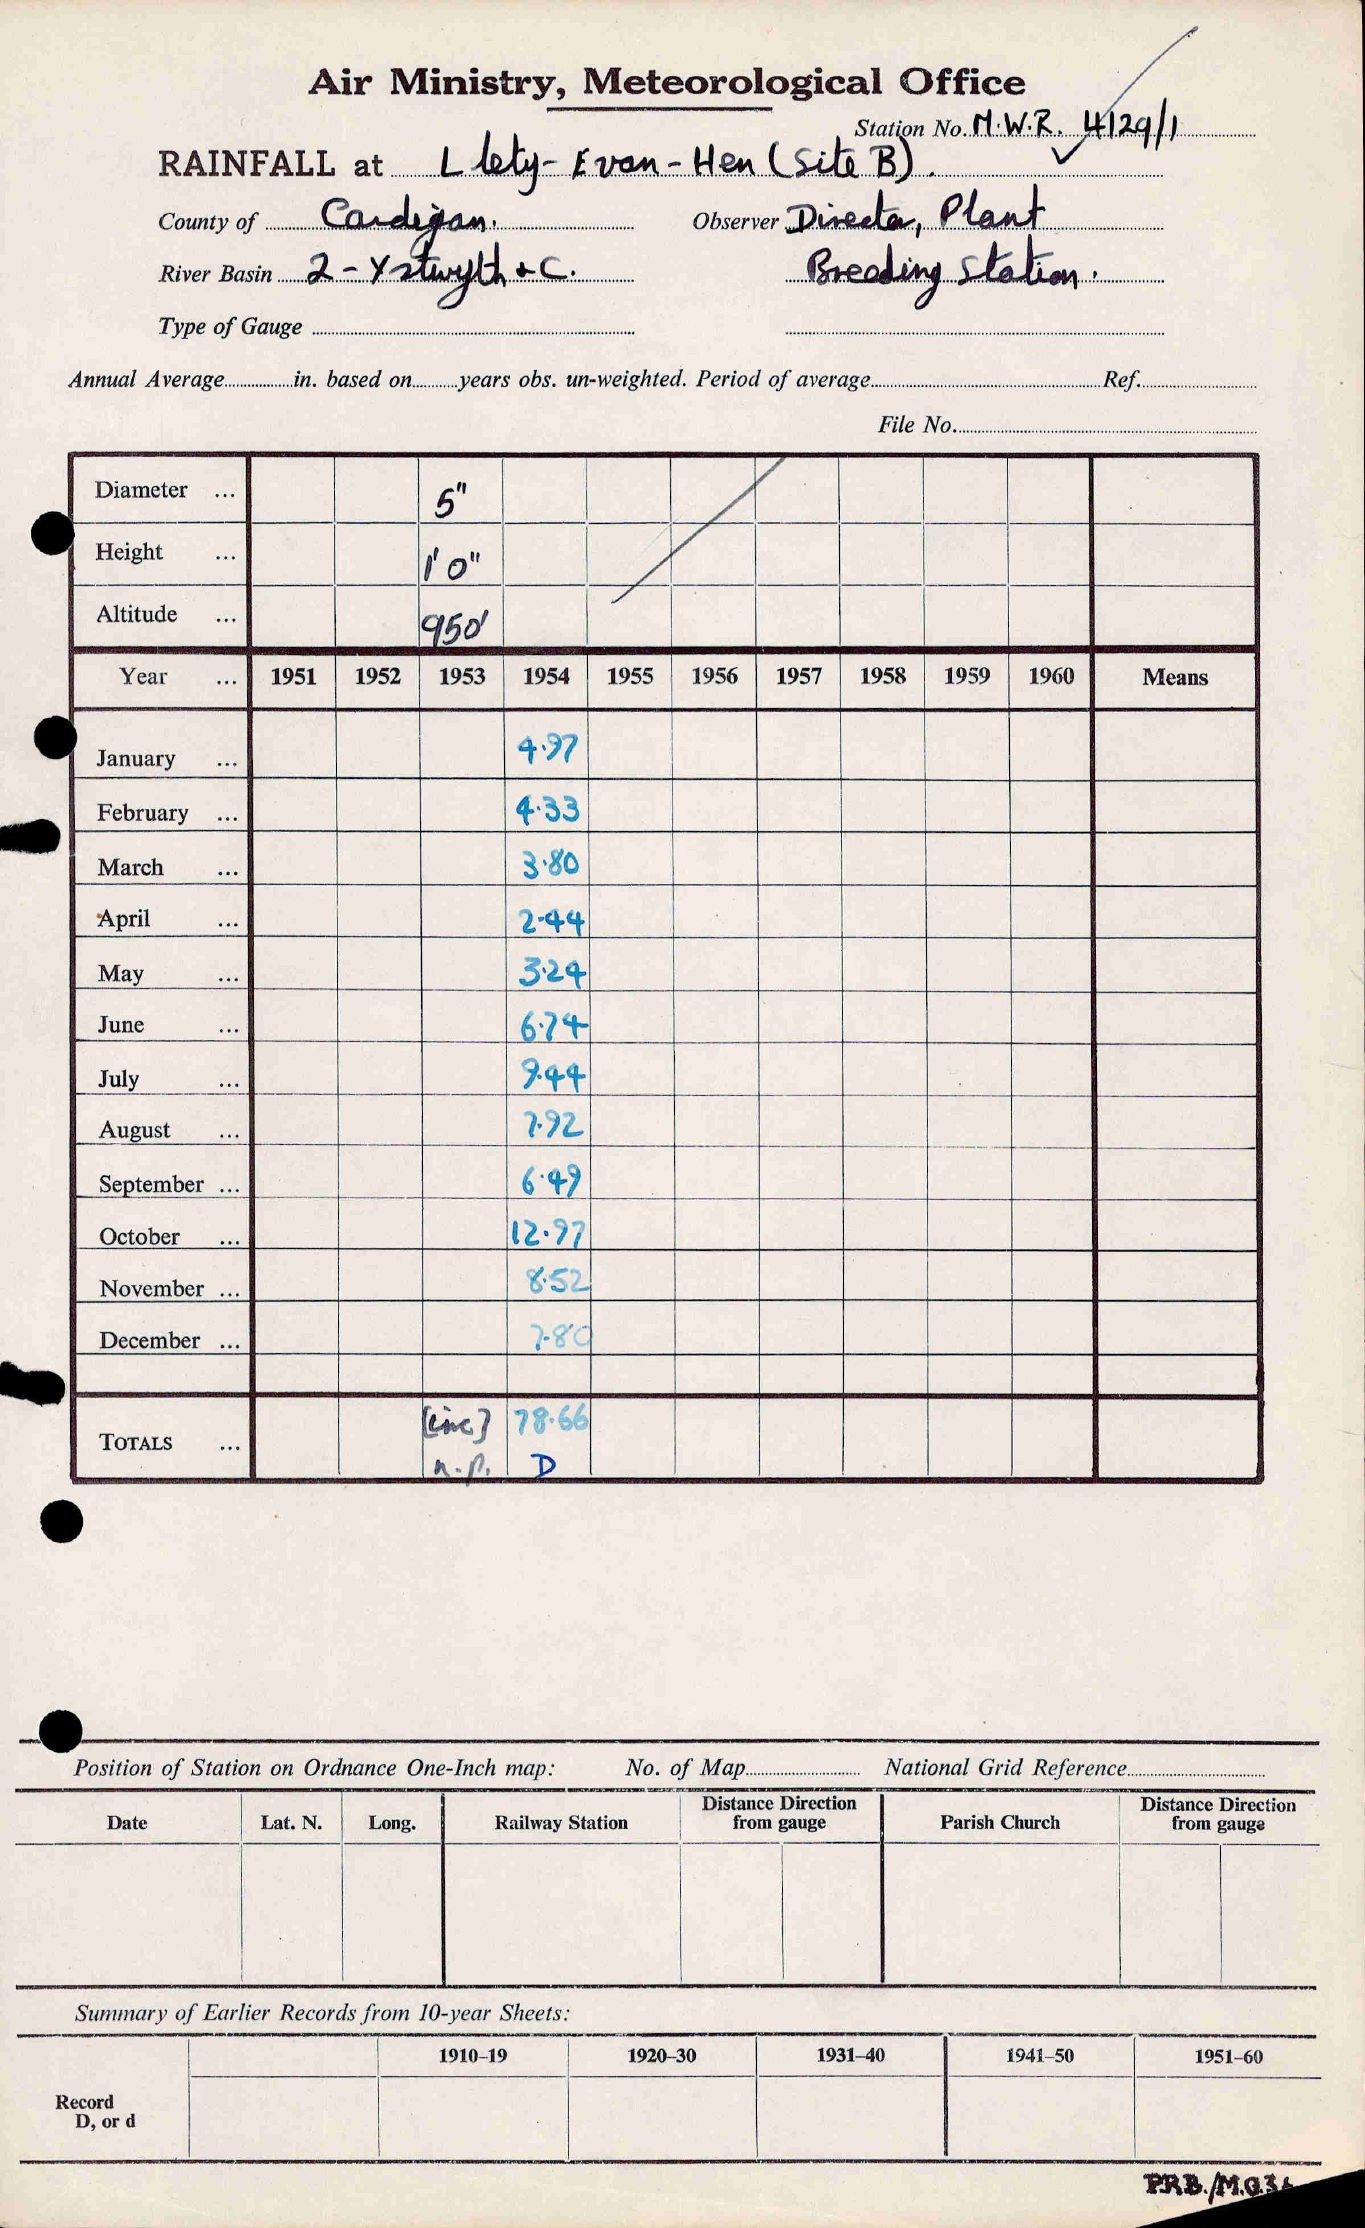 Air Ministry, Meteorological Office
Station No. M.W.R. 4129/1
RAINFALL at Llety-Evan-Hen (Site B).
County of Cardigan. Observer Director, Plant
River Basin 2-Ystwyth & C. Breeding Station.
Type of Gauge
Annual Average in. based on years obs. un-weighted. Period of average Ref.
File No.
Diameter ... 5"
Height ... 1' 0"
Altitude ... 950'
Year ... 1951 1952 1953 1954 1955 1956 1957 1958 1959 1960 Means
January ... 4.97
February ... 4.33
March ... 3.80
April ... 2.44
May ... 3.24
June ... 6.74
July ... 9.44
August ... 7.92
September ... 6.49
October ... 12.97
November ... 8.52
December ... 7.80
TOTALS ... [inc] 78.66
n.p. D
Position of Station on Ordnance One-Inch map: No. of Map National Grid Reference
Date Lat. N. Long. Railway Station Distance Direction from gauge Parish Church Distance Direction from gauge
Summary of Earlier Records from 10-year Sheets:
1910–19 1920–30 1931–40 1941–50 1951–60
Record
D, or d
P.R.B./M.O.